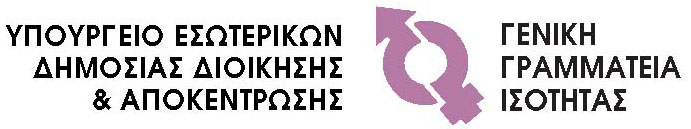 ΥΠΟΥΡΓΕΙΟ ΕΣΩΤΕΡΙΚΩΝ
ΔΗΜΟΣΙΑΣ ΔΙΟΙΚΗΣΗΣ
& ΑΠΟΚΕΝΤΡΩΣΗΣ
ΓΕΝΙΚΗ
ΓΡΑΜΜΑΤΕΙΑ
ΙΣΟΤΗΤΑΣ